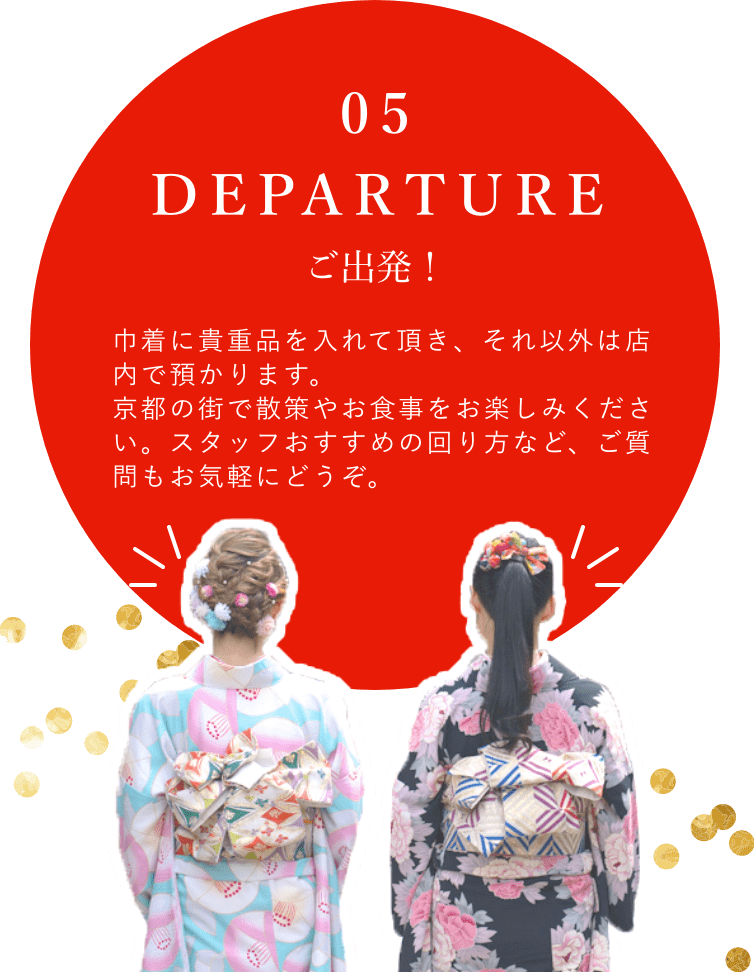 05
DEPARTURE
ご出発！
巾着に貴重品を入れて頂き、それ以外は店
内で預かります。
京都の街で散策やお食事をお楽しみくださ
い。スタッフおすすめの回り方など、ご質
問もお気軽にどうぞ。